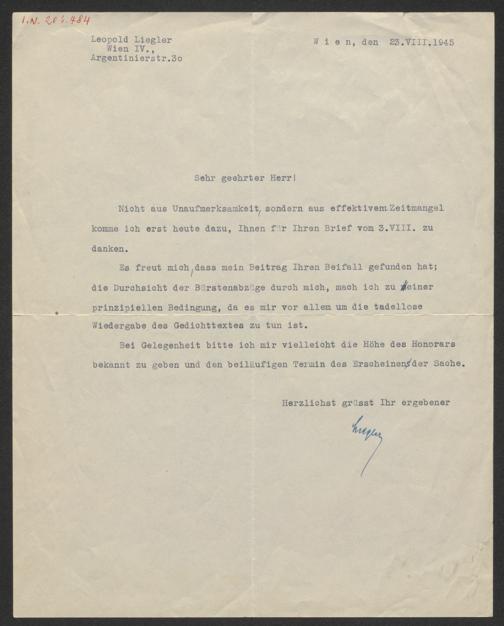 I.N. 204.484
Leopold Liegler
Wien IV.,
Argentinierstr.30
W i e n, den 23.VIII.1945
Sehr geehrter Herr!
Nicht aus Unaufmerksamkeit, sondern aus effektivem Zeitmangel
komme ich erst heute dazu, Ihnen für Ihren Brief vom 3.VIII. zu
danken.
Es freut mich, dass mein Beitrag Ihren Beifall gefunden hat;
die Durchsicht der Bürstenabzüge durch mich, mach ich zu einer
prinzipiellen Bedingung, da es mir vor allem um die tadellose
Wiedergabe des Gedichttextes zu tun ist.
Bei Gelegenheit bitte ich mir vielleicht die Höhe des Honorars
bekannt zu geben und den beiläufigen Termin des Erscheinens der Sache.
Herzlichst grüsst Ihr ergebener
Liegler